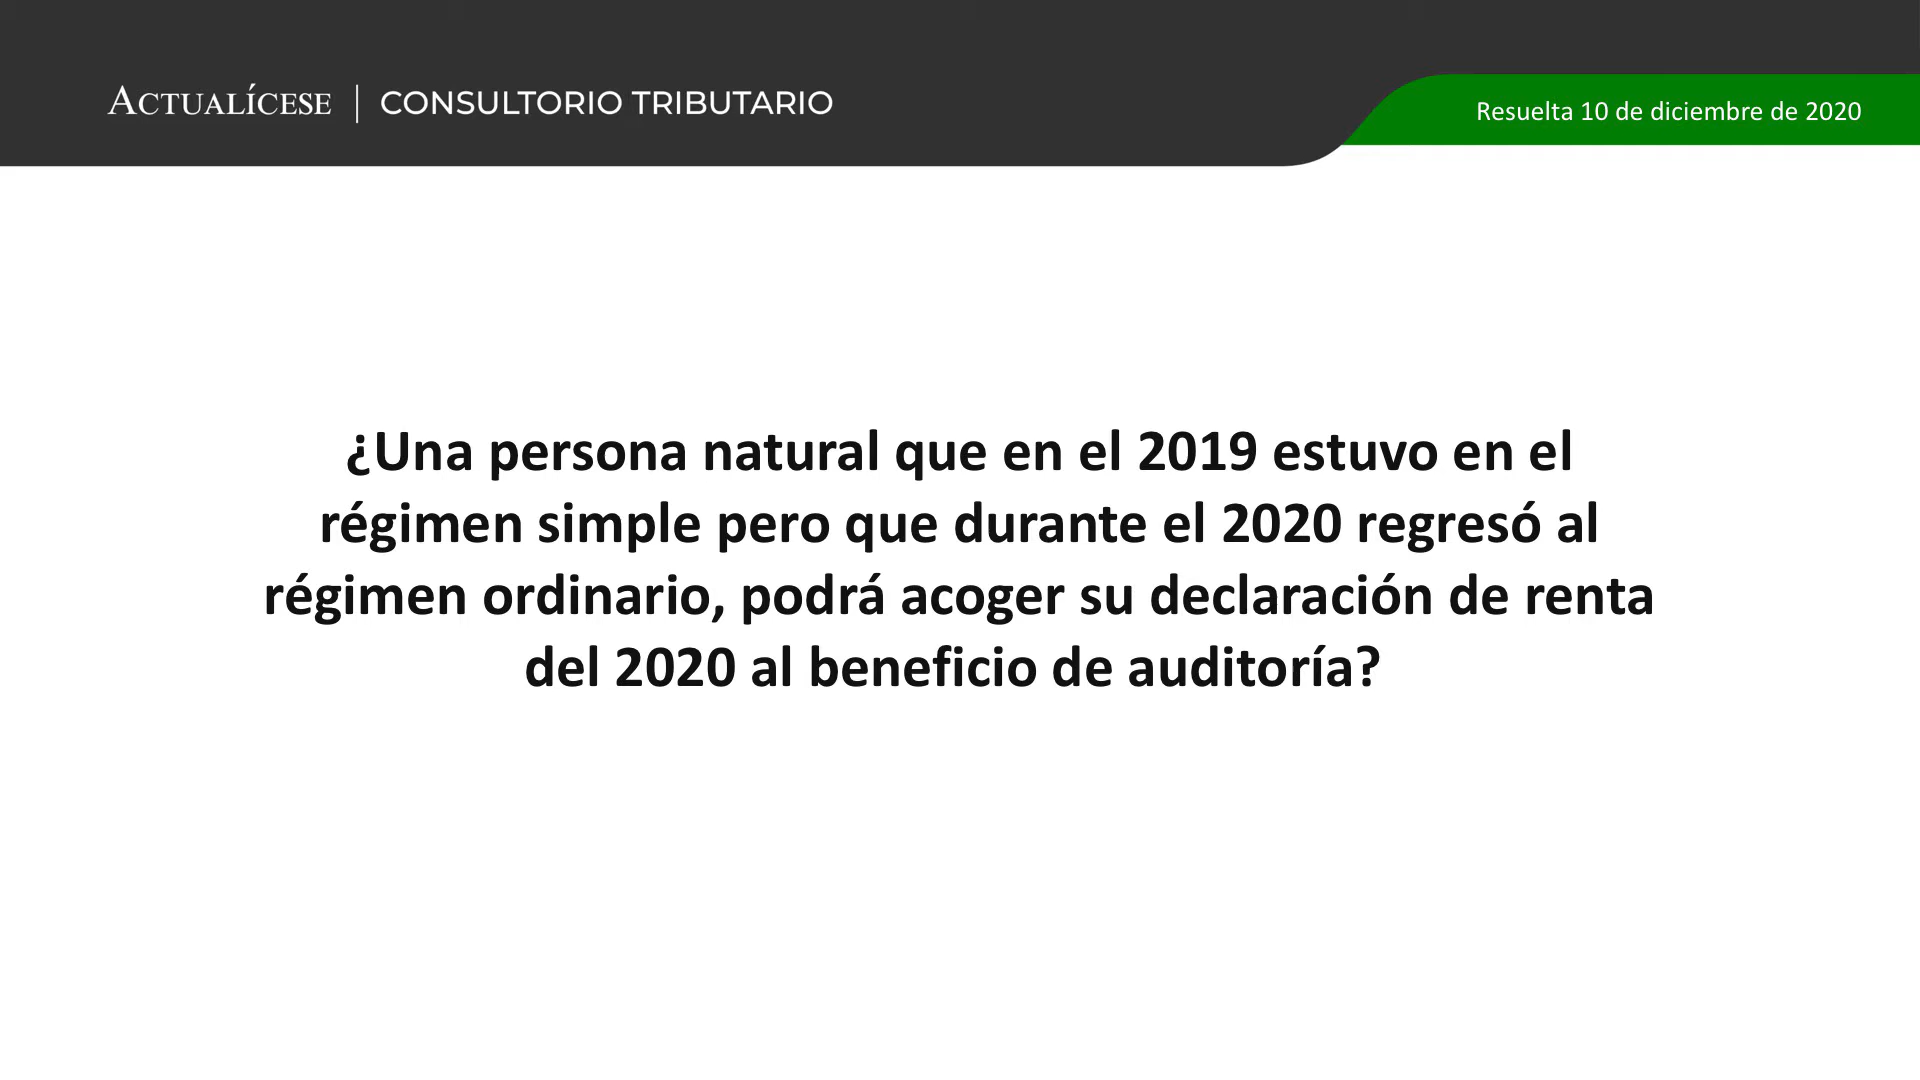 ACTUALÍCESE | CONSULTORIO TRIBUTARIO
Resuelta 10 de diciembre de 2020
¿Una persona natural que en el 2019 estuvo en el
régimen simple pero que durante el 2020 regresó al
régimen ordinario, podrá acoger su declaración de renta
del 2020 al beneficio de auditoría?